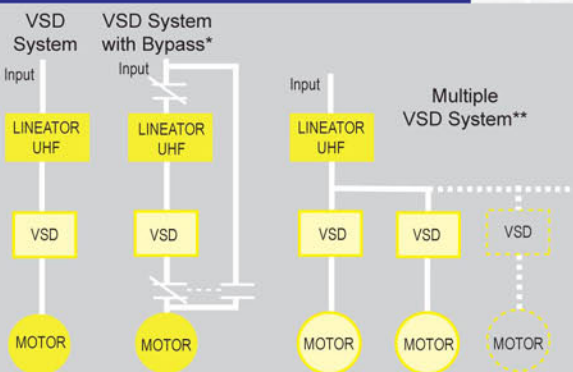 VSD
System
Input
LINEATOR
UHF
VSD
MOTOR
VSD System
with Bypass*
Input
LINEATOR
UHF
VSD
MOTOR
Multiple
VSD System**
Input
LINEATOR
UHF
VSD
VSD
VSD
MOTOR
MOTOR
MOTOR